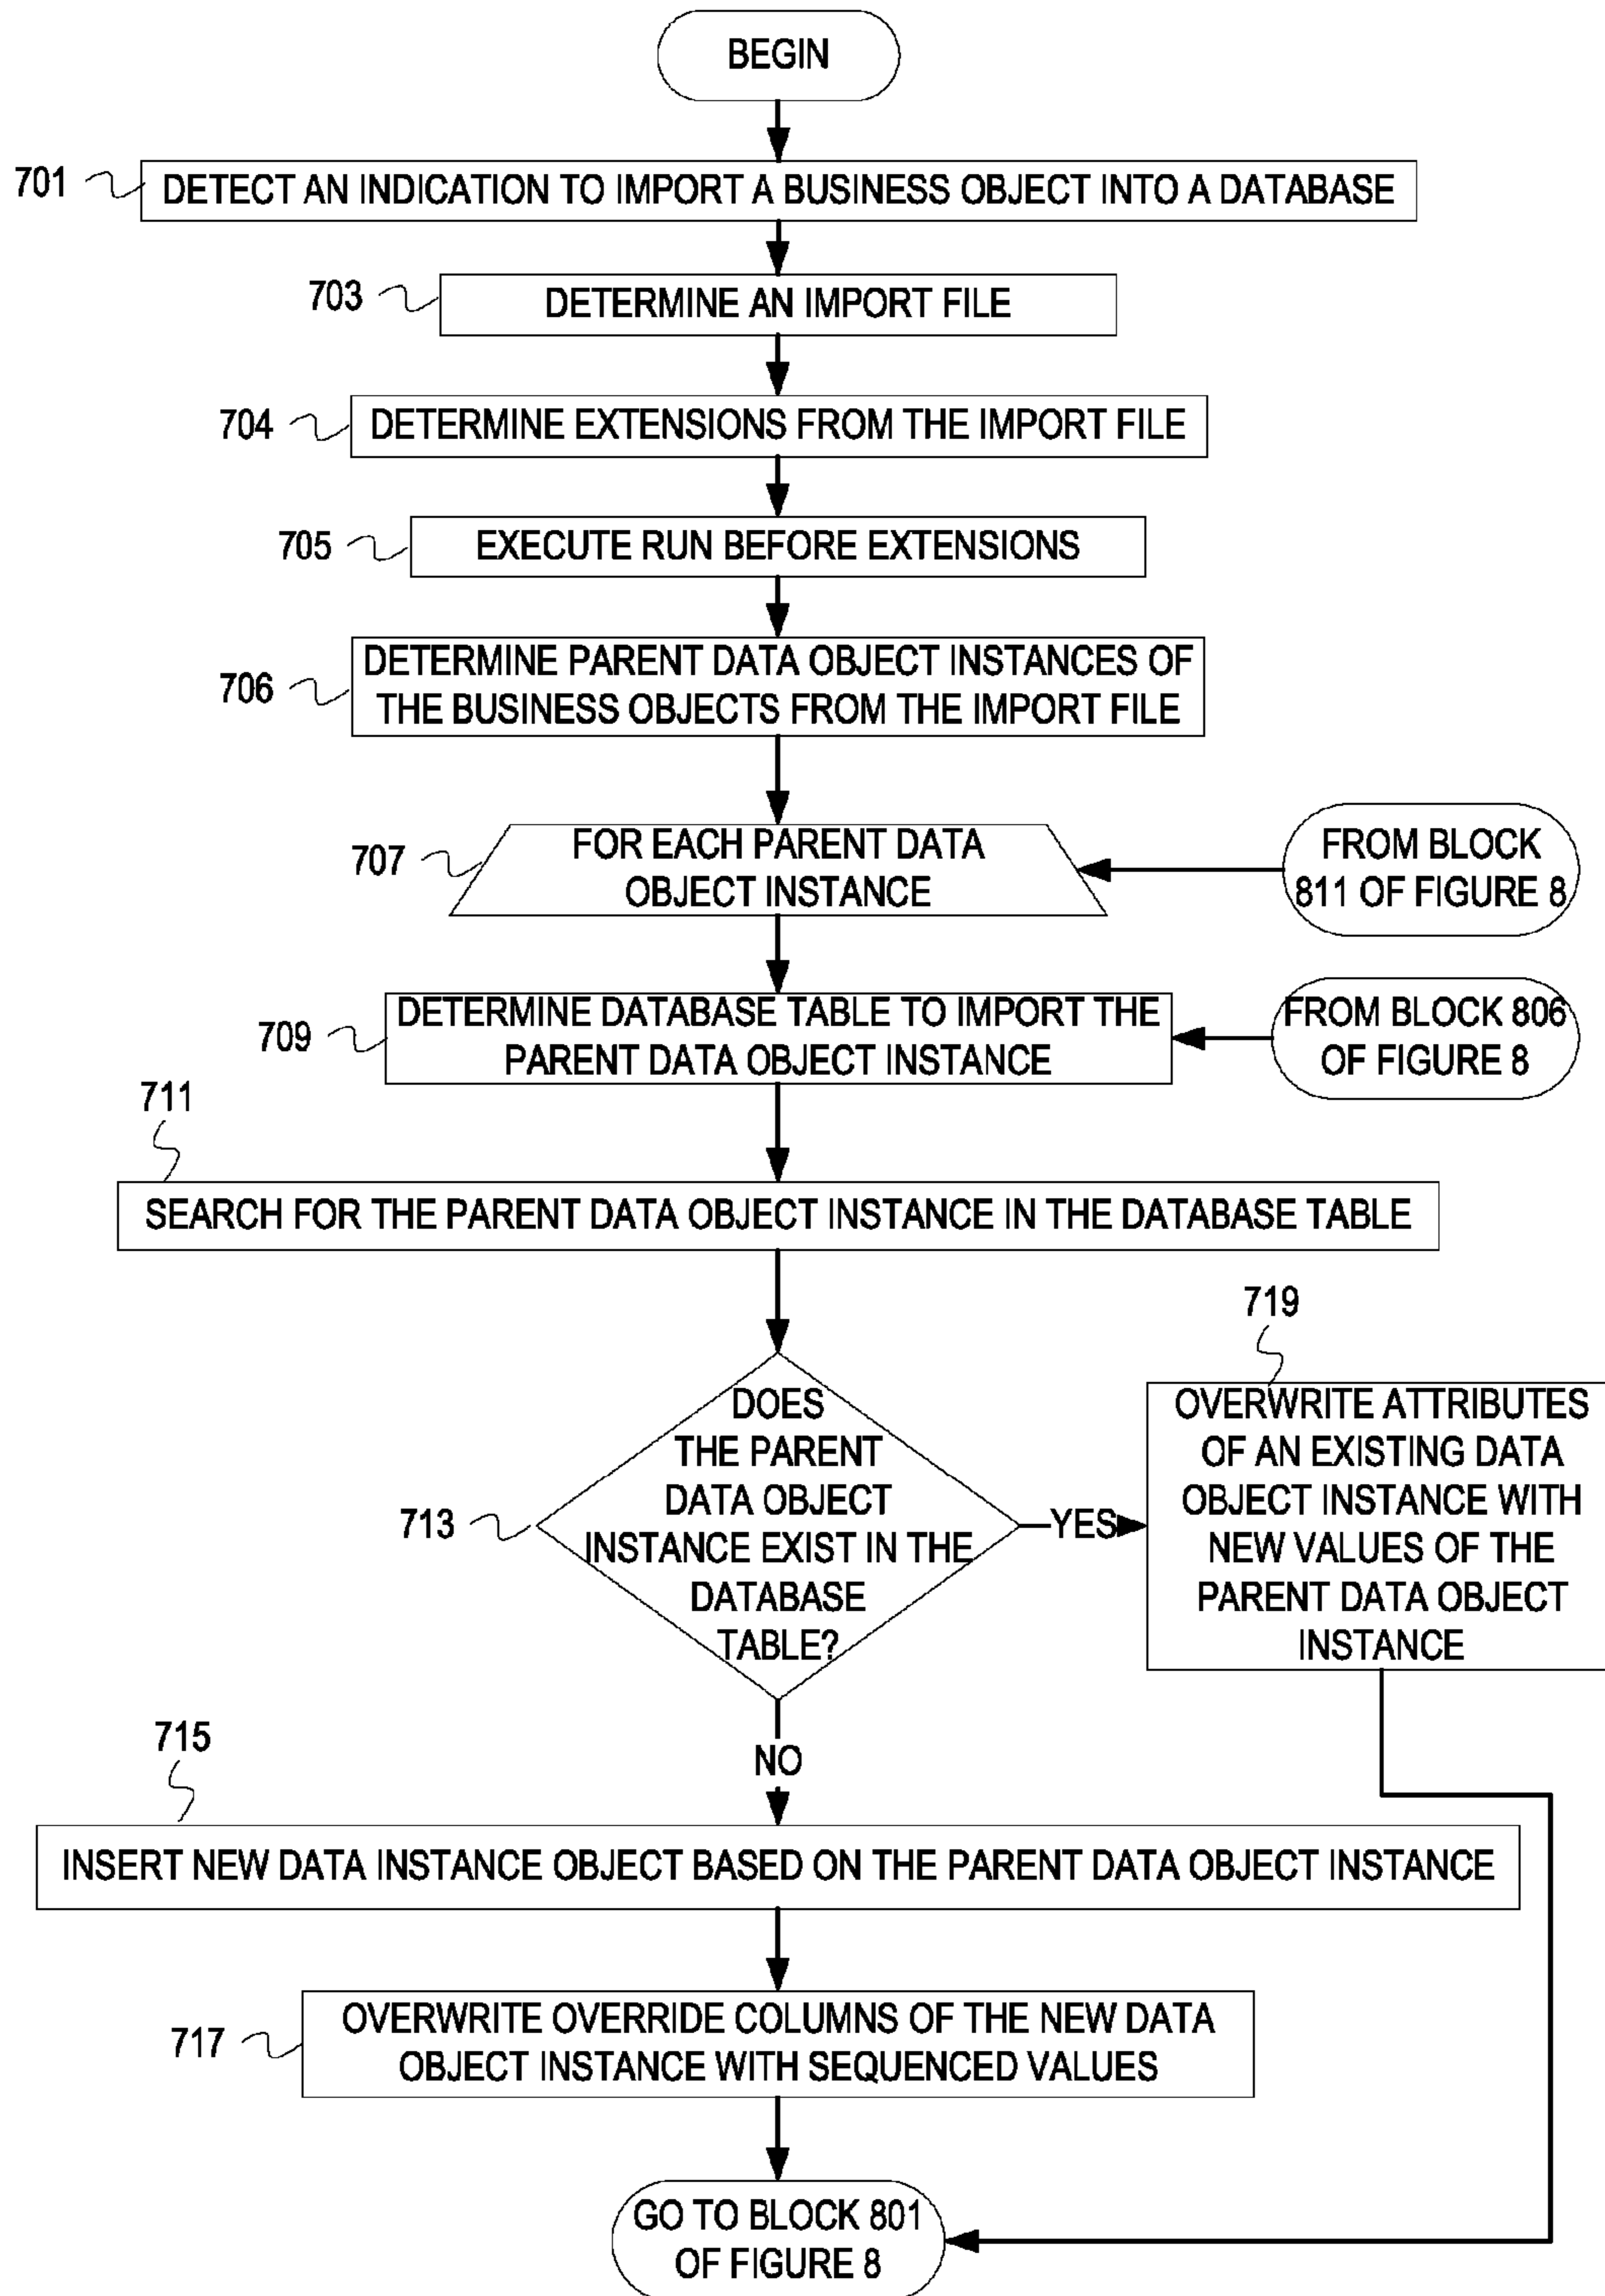 BEGIN
701
DETECT AN INDICATION TO IMPORT A BUSINESS OBJECT INTO A DATABASE
703
DETERMINE AN IMPORT FILE
704
DETERMINE EXTENSIONS FROM THE IMPORT FILE
705
EXECUTE RUN BEFORE EXTENSIONS
706
DETERMINE PARENT DATA OBJECT INSTANCES OF
THE BUSINESS OBJECTS FROM THE IMPORT FILE
707
FOR EACH PARENT DATA
OBJECT INSTANCE
FROM BLOCK
811 OF FIGURE 8
709
DETERMINE DATABASE TABLE TO IMPORT THE
PARENT DATA OBJECT INSTANCE
FROM BLOCK 806
OF FIGURE 8
711
SEARCH FOR THE PARENT DATA OBJECT INSTANCE IN THE DATABASE TABLE
713
DOES
THE PARENT
DATA OBJECT
INSTANCE EXIST IN THE
DATABASE
TABLE?
YES
719
OVERWRITE ATTRIBUTES
OF AN EXISTING DATA
OBJECT INSTANCE WITH
NEW VALUES OF THE
PARENT DATA OBJECT
INSTANCE
NO
715
INSERT NEW DATA INSTANCE OBJECT BASED ON THE PARENT DATA OBJECT INSTANCE
717
OVERWRITE OVERRIDE COLUMNS OF THE NEW DATA
OBJECT INSTANCE WITH SEQUENCED VALUES
GO TO BLOCK 801
OF FIGURE 8